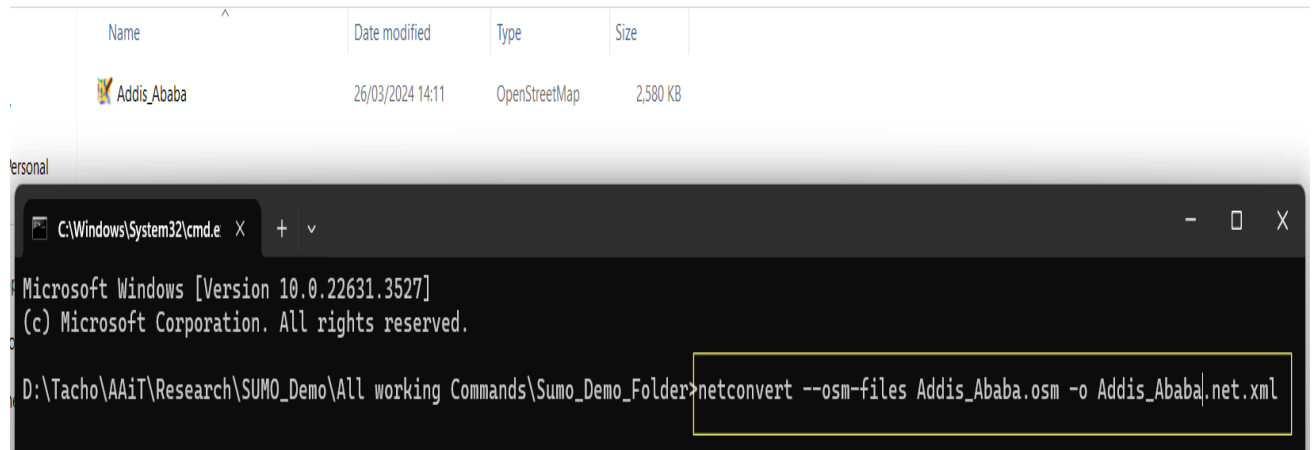 Name Date modified Type Size
Addis_Ababa 26/03/2024 14:11 OpenStreetMap 2,580 KB
Personal
C:\Windows\System32\cmd.e
Microsoft Windows [Version 10.0.22631.3527]
(c) Microsoft Corporation. All rights reserved.
D:\Tacho\AAiT\Research\SUMO_Demo\All working Commands\Sumo_Demo_Folder>netconvert --osm-files Addis_Ababa.osm -o Addis_Ababa.net.xml